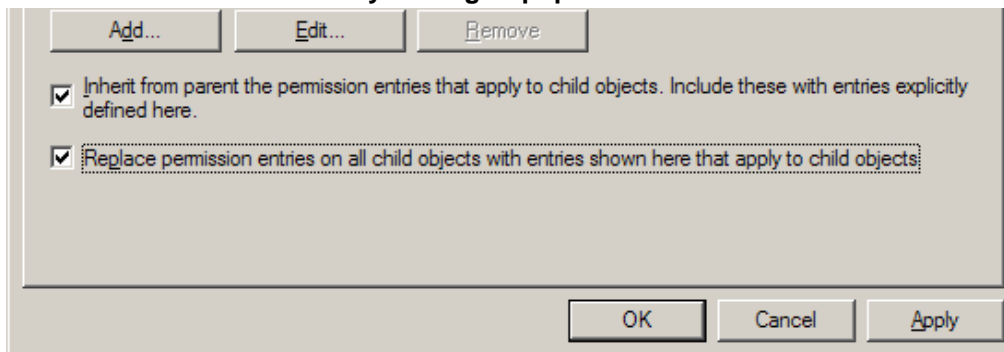 Add... Edit... Remove
Inherit from parent the permission entries that apply to child objects. Include these with entries explicitly
defined here.
Replace permission entries on all child objects with entries shown here that apply to child objects
OK Cancel Apply